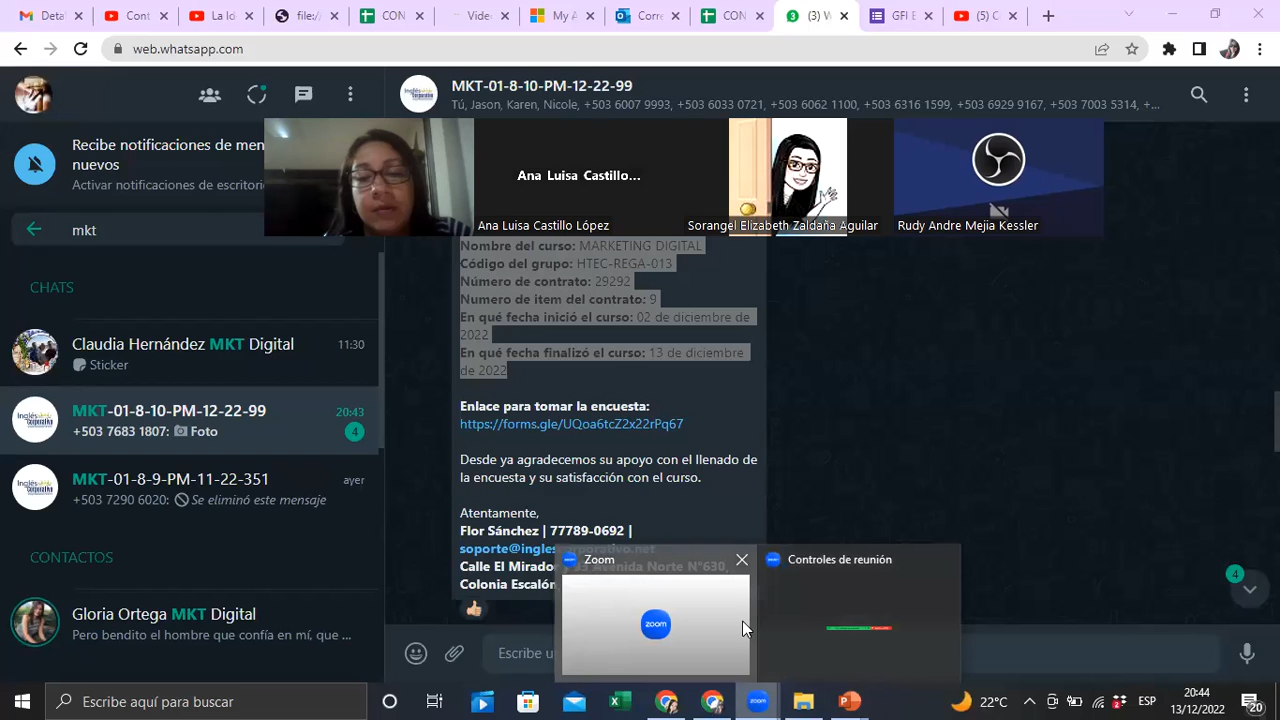 Detal
Cont
La Id
file:/
CON
Video
My A
Corre
CON
(3) W
GFI E
(5) C
web.whatsapp.com
MKT-01-8-10-PM-12-22-99
Tú, Jason, Karen, Nicole, +503 6007 9993, +503 6033 0721, +503 6062 1100, +503 6316 1599, +503 6929 9167, +503 7003 5314, +...
Recibe notificaciones de men
nuevos
Activar notificaciones de escritorio
mkt
CHATS
Claudia Hernández MKT Digital
11:30
Sticker
MKT-01-8-10-PM-12-22-99
20:43
+503 7683 1807: Foto
4
MKT-01-8-9-PM-11-22-351
ayer
+503 7290 6020: Se eliminó este mensaje
CONTACTOS
Gloria Ortega MKT Digital
Pero bendito el hombre que confía en mí, que ...
Ana Luisa Castillo...
Ana Luisa Castillo López
Sorangel Elizabeth Zaldaña Aguilar
Rudy Andre Mejia Kessler
Nombre del curso: MARKETING DIGITAL
Código del grupo: HTEC-REGA-013
Número de contrato: 29292
Numero de item del contrato: 9
En qué fecha inició el curso: 02 de diciembre de
2022
En qué fecha finalizó el curso: 13 de diciembre
de 2022
Enlace para tomar la encuesta:
https://forms.gle/UQoa6tcZ2x22rPq67
Desde ya agradecemos su apoyo con el llenado de
la encuesta y su satisfacción con el curso.
Atentamente,
Flor Sánchez | 77789-0692 |
soporte@inglescorporativo.net
Calle El Mirador y 93 Avenida Norte N°630,
Colonia Escalón
Zoom
Controles de reunión
zoom
4
Escribe u
Escribe aquí para buscar
22°C
ESP
20:44
13/12/2022
20